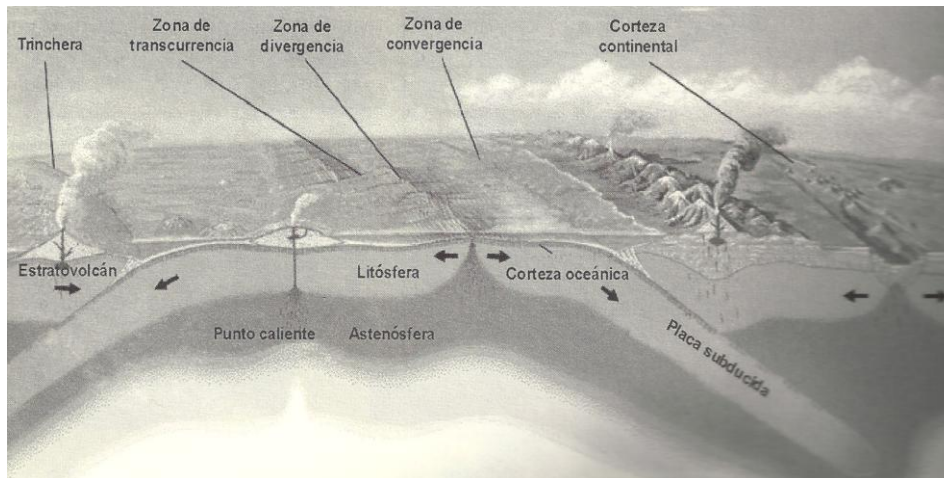 Trinchera
Zona de
transcurrencia
Zona de
divergencia
Zona de
convergencia
Corteza
continental
Estratovolcán
Litósfera
Corteza oceánica
Punto caliente
Astenósfera
Placa subducida